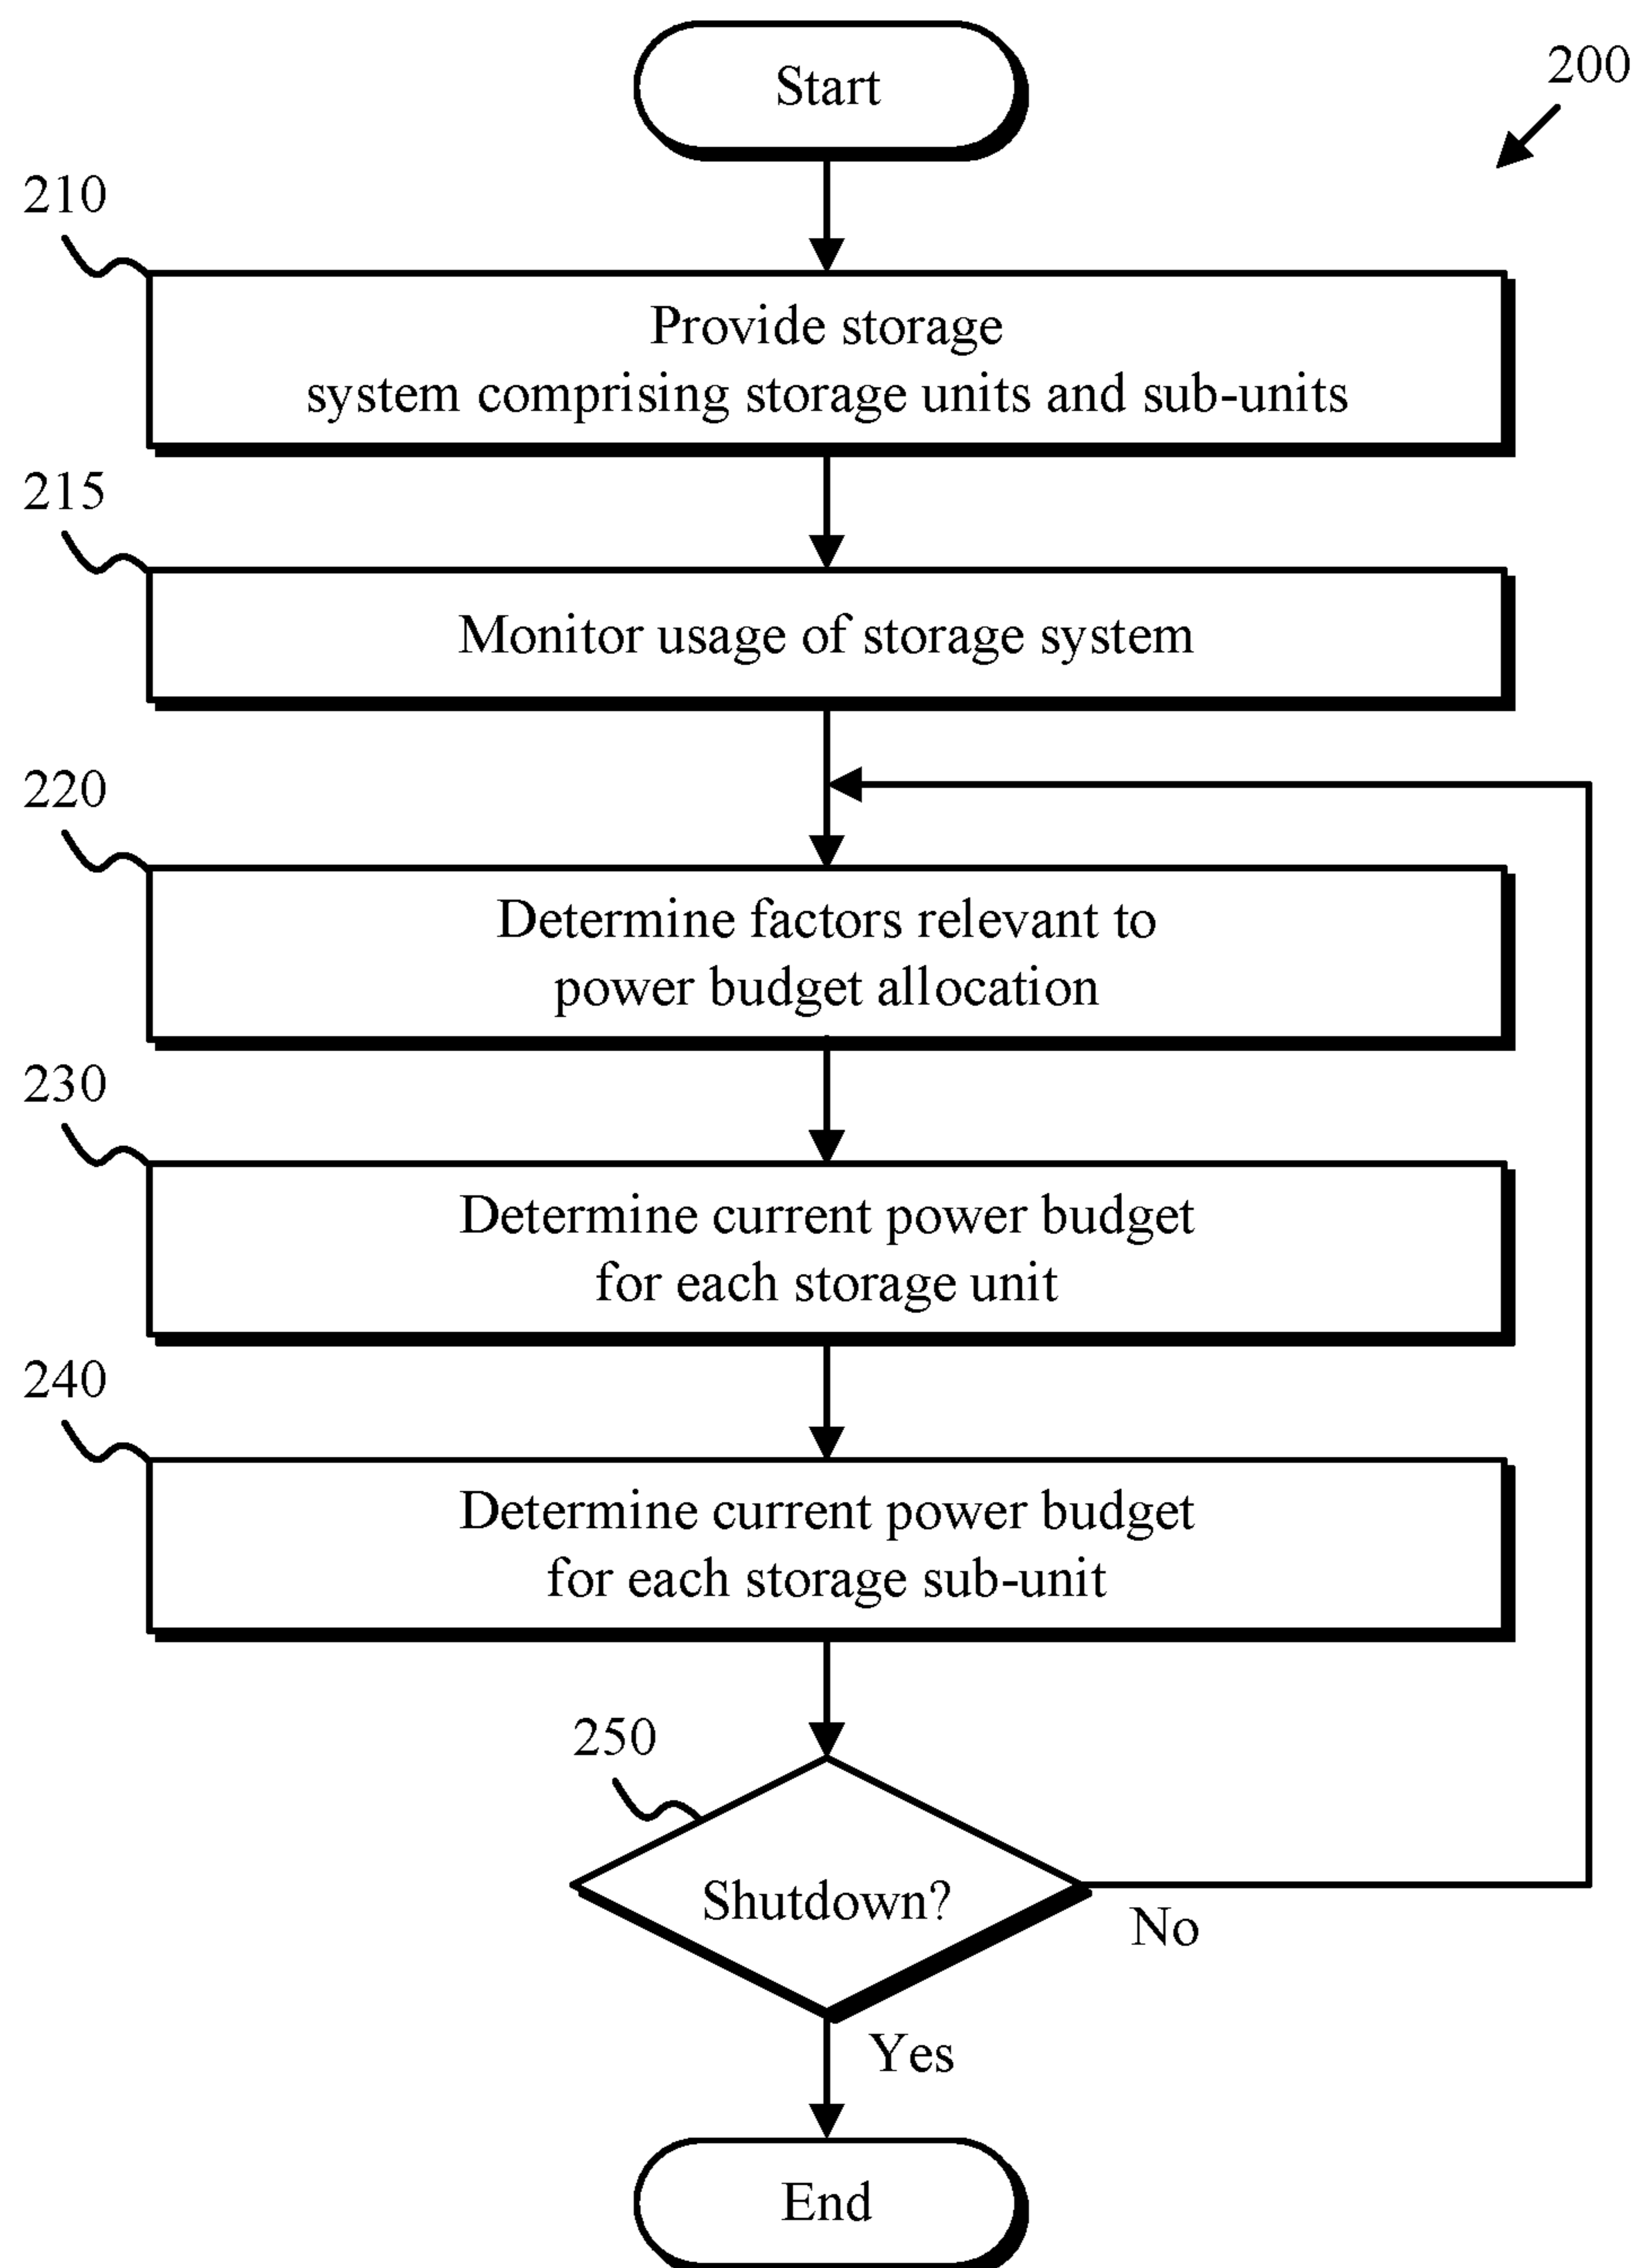 Start
200
210
Provide storage
system comprising storage units and sub-units
215
Monitor usage of storage system
220
Determine factors relevant to
power budget allocation
230
Determine current power budget
for each storage unit
240
Determine current power budget
for each storage sub-unit
250
Shutdown?
No
Yes
End